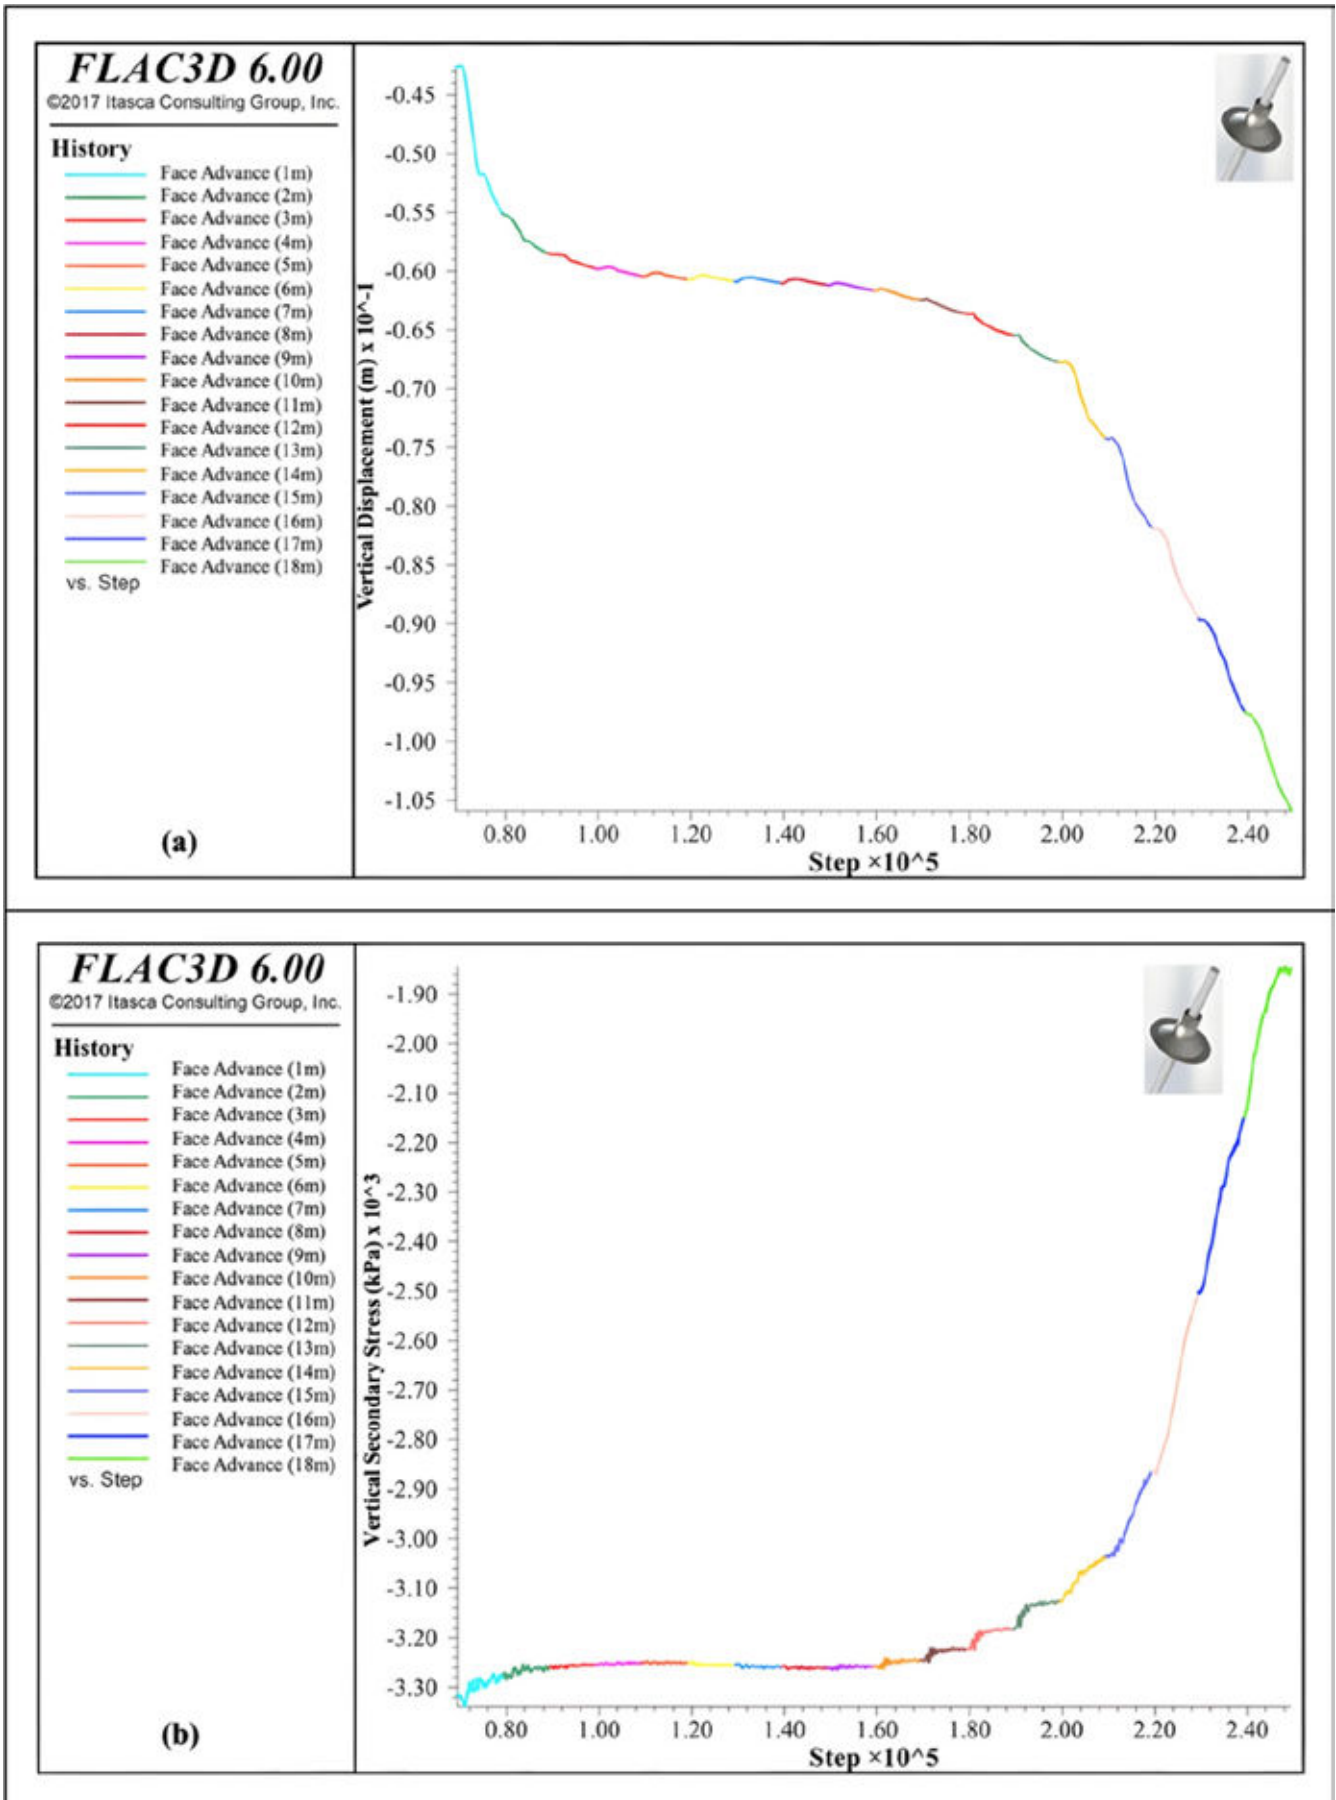 FLAC3D 6.00
©2017 Itasca Consulting Group, Inc.
History
Face Advance (1m)
Face Advance (2m)
Face Advance (3m)
Face Advance (4m)
Face Advance (5m)
Face Advance (6m)
Face Advance (7m)
Face Advance (8m)
Face Advance (9m)
Face Advance (10m)
Face Advance (11m)
Face Advance (12m)
Face Advance (13m)
Face Advance (14m)
Face Advance (15m)
Face Advance (16m)
Face Advance (17m)
Face Advance (18m)
vs. Step
(a)
Vertical Displacement (m) x 10^-1
-0.45
-0.50
-0.55
-0.60
-0.65
-0.70
-0.75
-0.80
-0.85
-0.90
-0.95
-1.00
-1.05
0.80 1.00 1.20 1.40 1.60 1.80 2.00 2.20 2.40
Step ×10^5
FLAC3D 6.00
©2017 Itasca Consulting Group, Inc.
History
Face Advance (1m)
Face Advance (2m)
Face Advance (3m)
Face Advance (4m)
Face Advance (5m)
Face Advance (6m)
Face Advance (7m)
Face Advance (8m)
Face Advance (9m)
Face Advance (10m)
Face Advance (11m)
Face Advance (12m)
Face Advance (13m)
Face Advance (14m)
Face Advance (15m)
Face Advance (16m)
Face Advance (17m)
Face Advance (18m)
vs. Step
(b)
Vertical Secondary Stress (kPa) x 10^3
-1.90
-2.00
-2.10
-2.20
-2.30
-2.40
-2.50
-2.60
-2.70
-2.80
-2.90
-3.00
-3.10
-3.20
-3.30
0.80 1.00 1.20 1.40 1.60 1.80 2.00 2.20 2.40
Step ×10^5